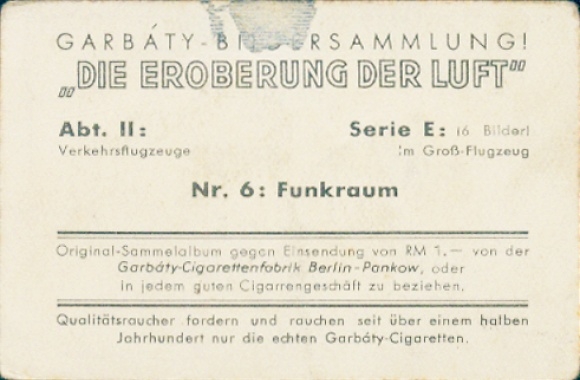 GARBÁTY-BILDERSAMMLUNG!
„DIE EROBERUNG DER LUFT"
Abt. II: Serie E: (6 Bilder)
Verkehrsflugzeuge Im Groß-Flugzeug
Nr. 6: Funkraum
Original-Sammelalbum gegen Einsendung von RM 1.— von der
Garbáty-Cigarettenfabrik Berlin-Pankow, oder
in jedem guten Cigarrengeschäft zu beziehen.
Qualitätsraucher fordern und rauchen seit über einem halben
Jahrhundert nur die echten Garbáty-Cigaretten.